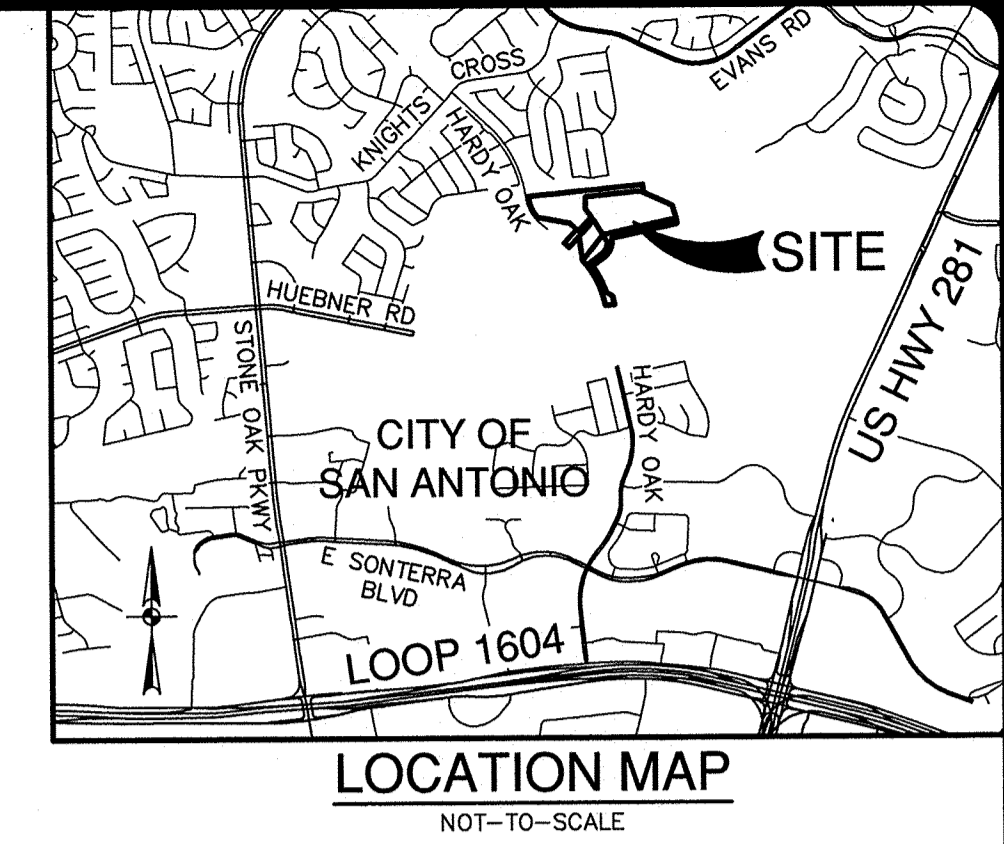 EVANS RD
CROSS
KNIGHTS
HARDY OAK
SITE
US HWY 281
HUEBNER RD
STONE OAK PKWY
HARDY OAK
CITY OF
SAN ANTONIO
E SONTERRA
BLVD
LOOP 1604
LOCATION MAP
NOT-TO-SCALE